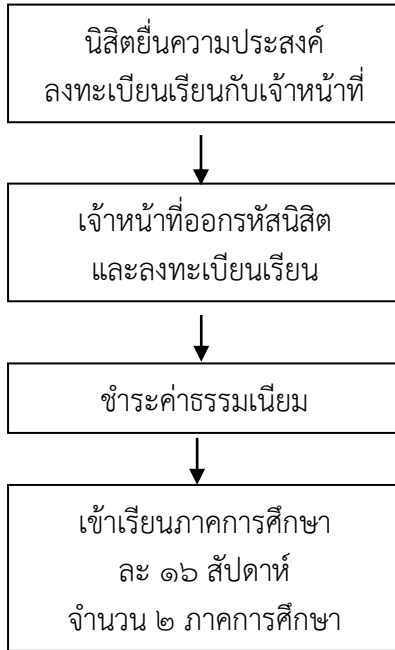 นิสิตยื่นความประสงค์
ลงทะเบียนเรียนกับเจ้าหน้าที่
เจ้าหน้าที่ออกรหัสนิสิต
และลงทะเบียนเรียน
ชำระค่าธรรมเนียม
เข้าเรียนภาคการศึกษา
ละ ๑๖ สัปดาห์
จำนวน ๒ ภาคการศึกษา